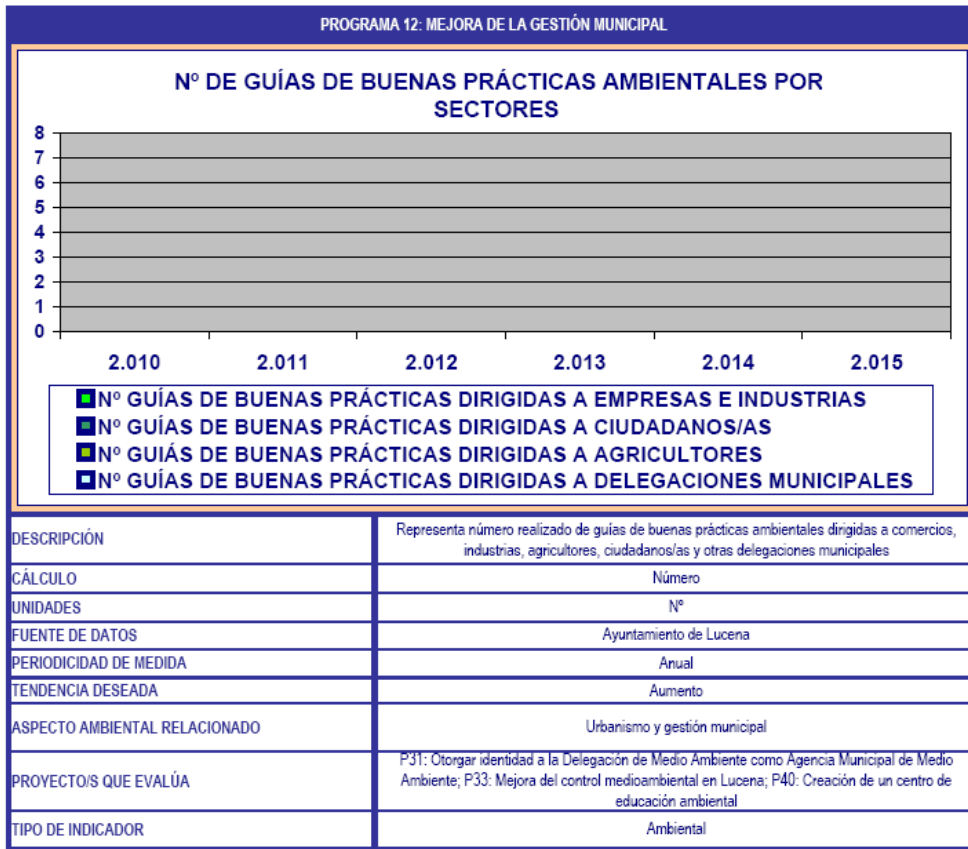 PROGRAMA 12: MEJORA DE LA GESTIÓN MUNICIPAL
Nº DE GUÍAS DE BUENAS PRÁCTICAS AMBIENTALES POR
SECTORES
8
7
6
5
4
3
2
1
0
2.010 2.011 2.012 2.013 2.014 2.015
Nº GUÍAS DE BUENAS PRÁCTICAS DIRIGIDAS A EMPRESAS E INDUSTRIAS
Nº GUÍAS DE BUENAS PRÁCTICAS DIRIGIDAS A CIUDADANOS/AS
Nº GUIÁS DE BUENAS PRÁCTICAS DIRIGIDAS A AGRICULTORES
Nº GUÍAS DE BUENAS PRÁCTICAS DIRIGIDAS A DELEGACIONES MUNICIPALES
DESCRIPCIÓN
Representa número realizado de guías de buenas prácticas ambientales dirigidas a comercios,
industrias, agricultores, ciudadanos/as y otras delegaciones municipales
CÁLCULO Número
UNIDADES Nº
FUENTE DE DATOS Ayuntamiento de Lucena
PERIODICIDAD DE MEDIDA Anual
TENDENCIA DESEADA Aumento
ASPECTO AMBIENTAL RELACIONADO Urbanismo y gestión municipal
PROYECTO/S QUE EVALÚA
P31: Otorgar identidad a la Delegación de Medio Ambiente como Agencia Municipal de Medio
Ambiente; P33: Mejora del control medioambiental en Lucena; P40: Creación de un centro de
educación ambiental
TIPO DE INDICADOR Ambiental